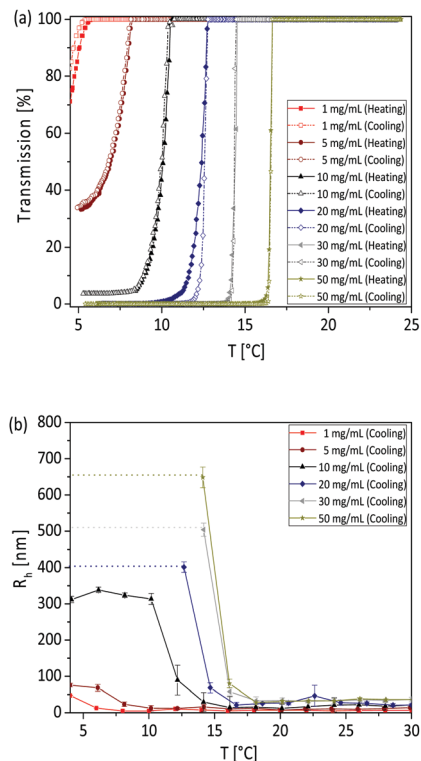 (a)
Transmission [%]
100
80
60
40
20
0
1 mg/mL (Heating)
1 mg/mL (Cooling)
5 mg/mL (Heating)
5 mg/mL (Cooling)
10 mg/mL (Heating)
10 mg/mL (Cooling)
20 mg/mL (Heating)
20 mg/mL (Cooling)
30 mg/mL (Heating)
30 mg/mL (Cooling)
50 mg/mL (Heating)
50 mg/mL (Cooling)
5 10 15 20 25
T [°C]
(b)
Rh [nm]
800
700
600
500
400
300
200
100
0
1 mg/mL (Cooling)
5 mg/mL (Cooling)
10 mg/mL (Cooling)
20 mg/mL (Cooling)
30 mg/mL (Cooling)
50 mg/mL (Cooling)
5 10 15 20 25 30
T [°C]